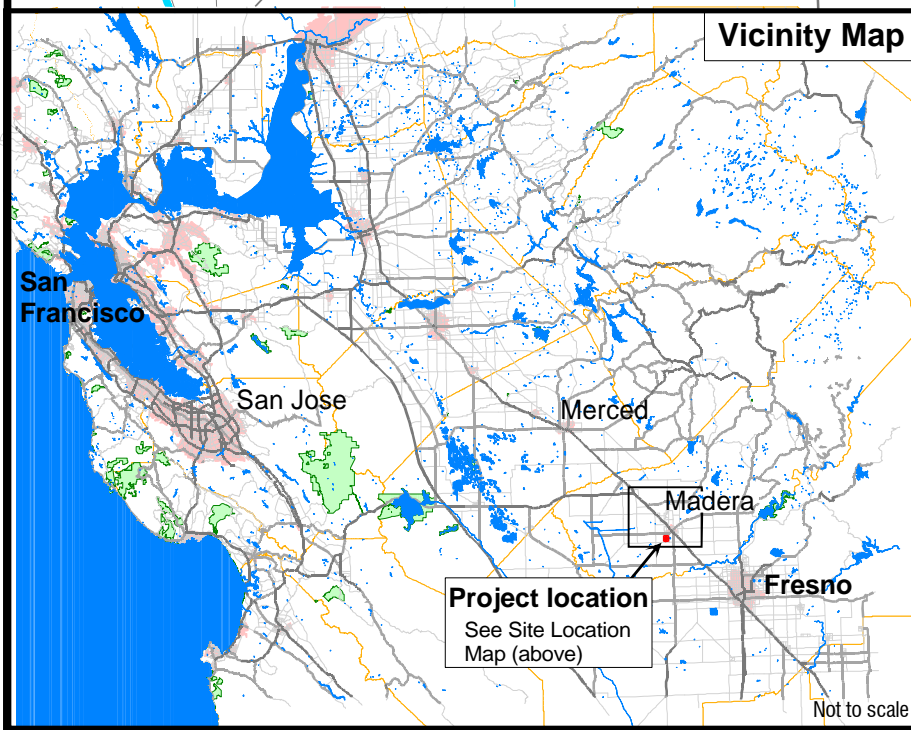 Vicinity Map
San
Francisco
San Jose
Merced
Madera
Project location
See Site Location
Map (above)
Fresno
Not to scale